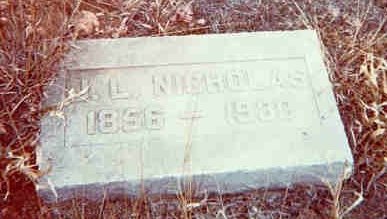 J. L. NICHOLAS
1856 — 1938